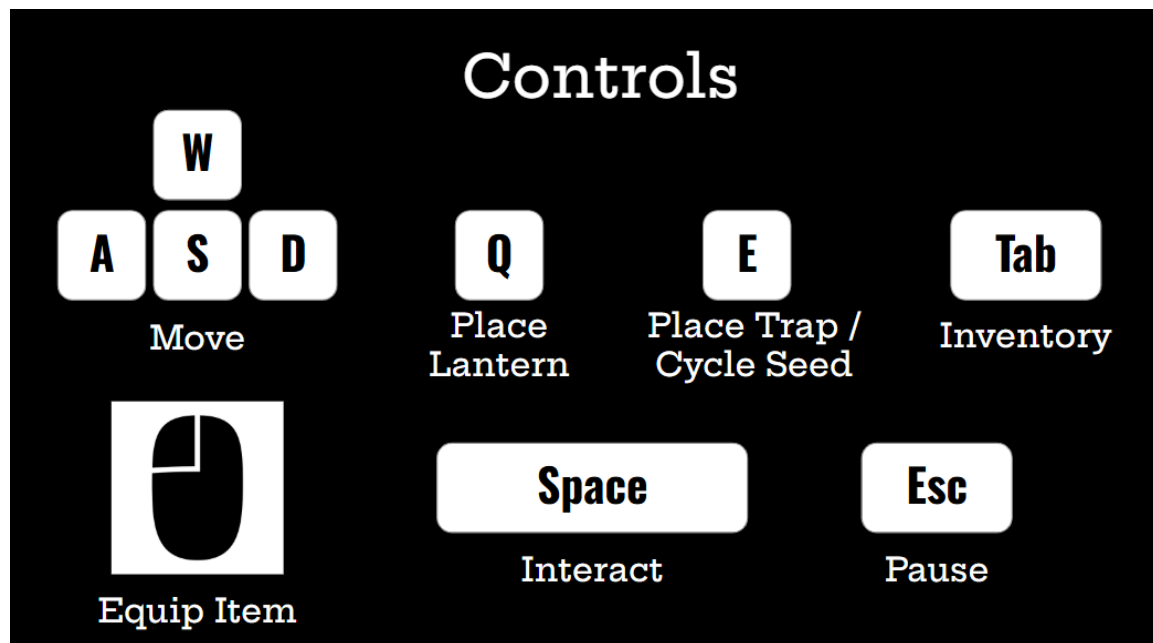 Controls
W
A S D
Move
Q
Place
Lantern
E
Place Trap /
Cycle Seed
Tab
Inventory
Equip Item
Space
Interact
Esc
Pause